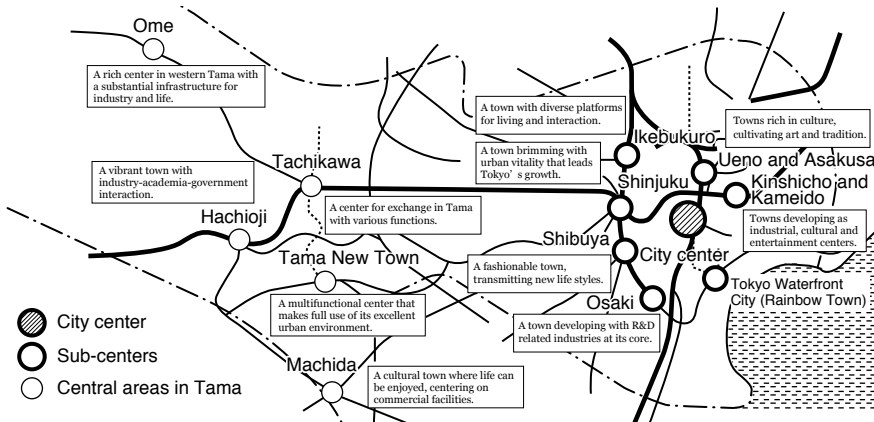 Ome
A rich center in western Tama with
a substantial infrastructure for
industry and life.
A town with diverse platforms
for living and interaction.
Ikebukuro
Towns rich in culture,
cultivating art and tradition.
A town brimming with
urban vitality that leads
Tokyo’s growth.
Ueno and Asakusa
Tachikawa
A vibrant town with
industry-academia-government
interaction.
Shinjuku
Kinshicho and
Kameido
A center for exchange in Tama
with various functions.
Hachioji
Towns developing as
industrial, cultural and
entertainment centers.
Shibuya
City center
Tama New Town
A fashionable town,
transmitting new life styles.
Tokyo Waterfront
City (Rainbow Town)
Osaki
A multifunctional center that
makes full use of its excellent
urban environment.
A town developing with R&D
related industries at its core.
Machida
A cultural town where life can
be enjoyed, centering on
commercial facilities.
City center
Sub-centers
Central areas in Tama